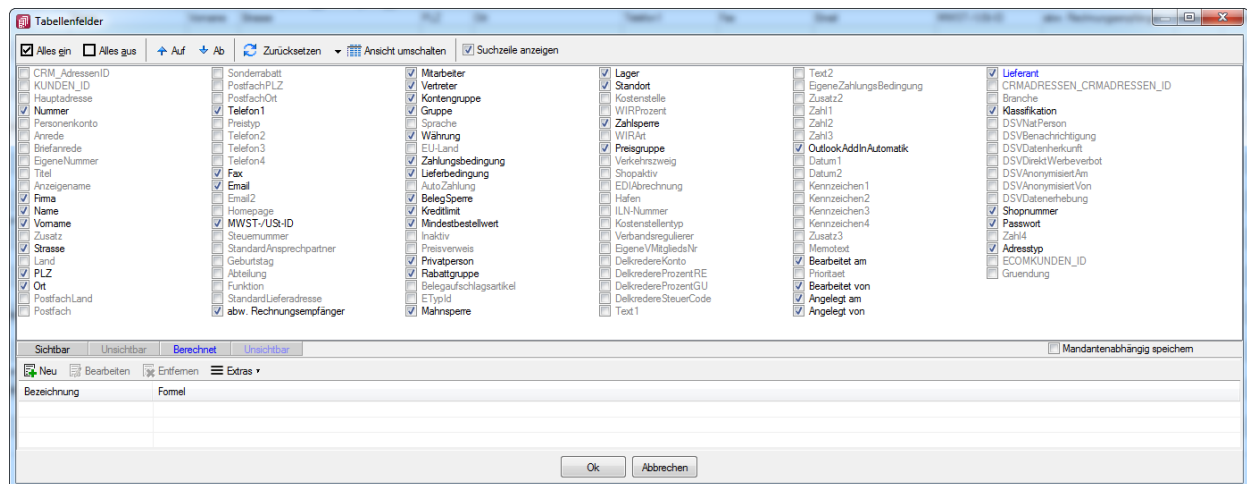 Tabellenfelder
Alles ein Alles aus Auf Ab Zurücksetzen Ansicht umschalten Suchzeile anzeigen
CRM_AdressenID
KUNDEN_ID
Hauptadresse
Nummer
Personenkonto
Anrede
Briefanrede
EigeneNummer
Titel
Anzeigename
Firma
Name
Vorname
Zusatz
Strasse
Land
PLZ
Ort
PostfachLand
Postfach
Sonderrabatt
PostfachPLZ
PostfachOrt
Telefon1
Preistyp
Telefon2
Telefon3
Telefon4
Fax
Email
Email2
Homepage
MWST-/USt-ID
Steuernummer
StandardAnsprechpartner
Geburtstag
Abteilung
Funktion
StandardLieferadresse
abw. Rechnungsempfänger
Mitarbeiter
Vertreter
Kontengruppe
Gruppe
Sprache
Währung
EU-Land
Zahlungsbedingung
Lieferbedingung
AutoZahlung
BelegSperre
Kreditlimit
Mindestbestellwert
Inaktiv
Preisverweis
Privatperson
Rabattgruppe
Belegaufschlagsartikel
ETypId
Mahnsperre
Lager
Standort
Kostenstelle
WIRProzent
Zahlsperre
WIRArt
Preisgruppe
Verkehrszweig
Shopaktiv
EDIAbrechnung
Hafen
ILN-Nummer
Kostenstellentyp
Verbandsregulierer
EigeneVMitgliedsNr
DelkredereKonto
DelkredereProzentRE
DelkredereProzentGU
DelkredereSteuerCode
Text1
Text2
EigeneZahlungsBedingung
Zusatz2
Zahl1
Zahl2
Zahl3
OutlookAddInAutomatik
Datum1
Datum2
Kennzeichen1
Kennzeichen2
Kennzeichen3
Kennzeichen4
Zusatz3
Memotext
Bearbeitet am
Prioritaet
Bearbeitet von
Angelegt am
Angelegt von
Lieferant
CRMADRESSEN_CRMADRESSEN_ID
Branche
Klassifikation
DSVNatPerson
DSVBenachrichtigung
DSVDatenherkunft
DSVDirektWerbeverbot
DSVAnonymisiertAm
DSVAnonymisiertVon
DSVDatenerhebung
Shopnummer
Passwort
Zahl4
Adresstyp
ECOMKUNDEN_ID
Gruendung
Sichtbar Unsichtbar Berechnet Unsichtbar Mandantenabhängig speichern
Neu Bearbeiten Entfernen Extras
Bezeichnung Formel
Ok Abbrechen